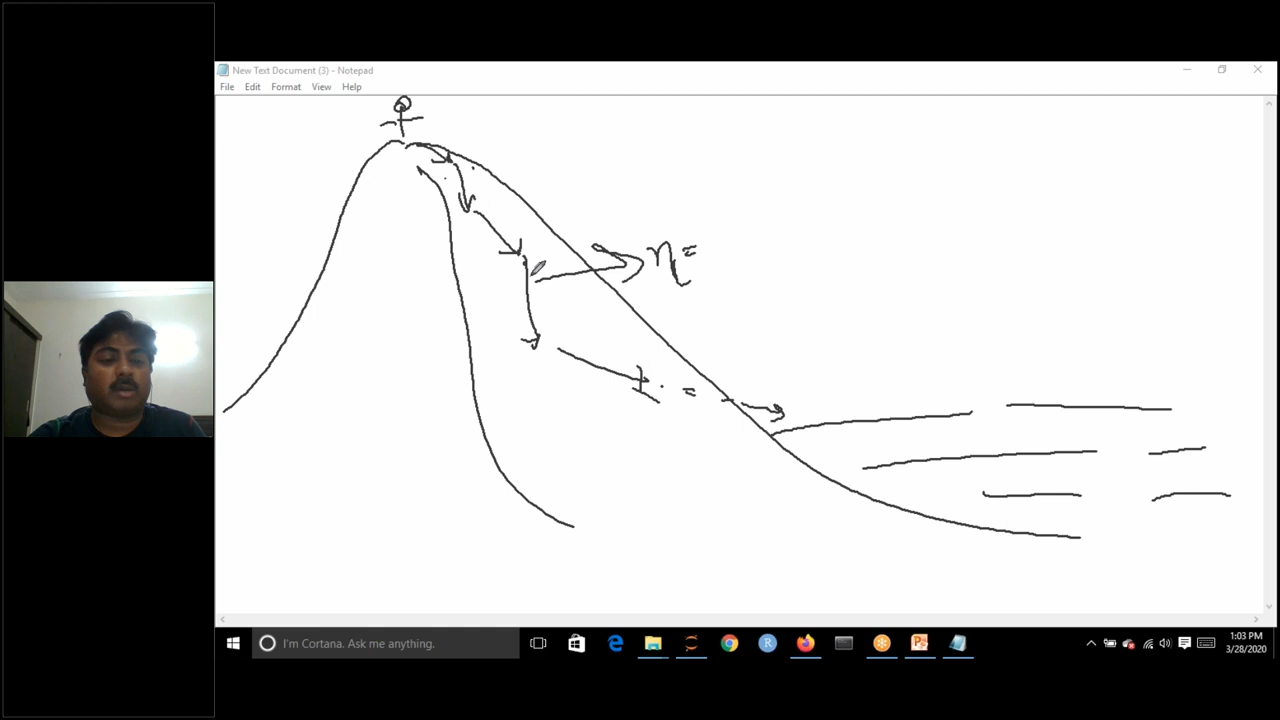 New Text Document (3) - Notepad
File Edit Format View Help
η =
I'm Cortana. Ask me anything.
1:03 PM
3/28/2020